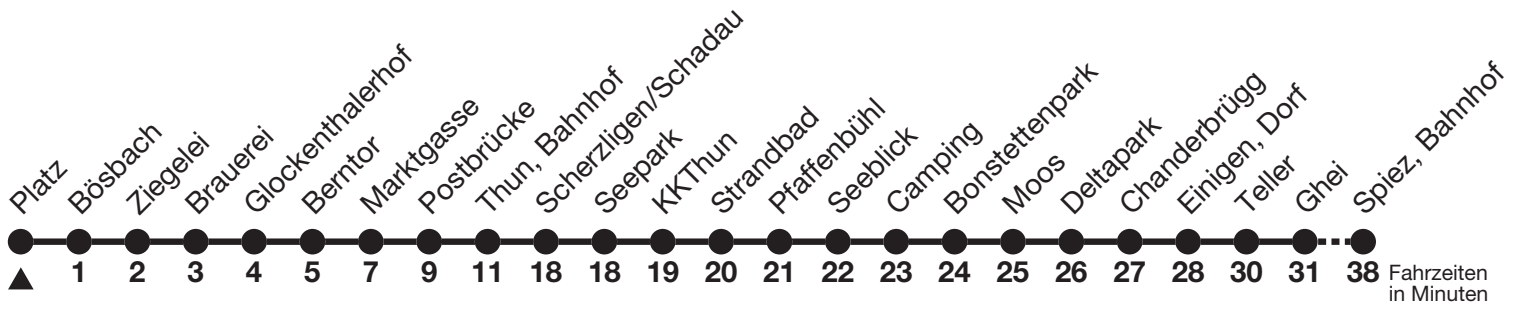 Platz
Bösbach
Ziegelei
Brauerei
Glockenthalerhof
Berntor
Marktgasse
Postbrücke
Thun, Bahnhof
Scherzligen/Schadau
Seepark
KKThun
Strandbad
Pfaffenbühl
Seeblick
Camping
Bonstettenpark
Moos
Deltapark
Chanderbrügg
Einigen, Dorf
Teller
Ghei
Spiez, Bahnhof
1 2 3 4 5 7 9 11 18 18 19 20 21 22 23 24 25 26 27 28 30 31 38 Fahrzeiten
in Minuten